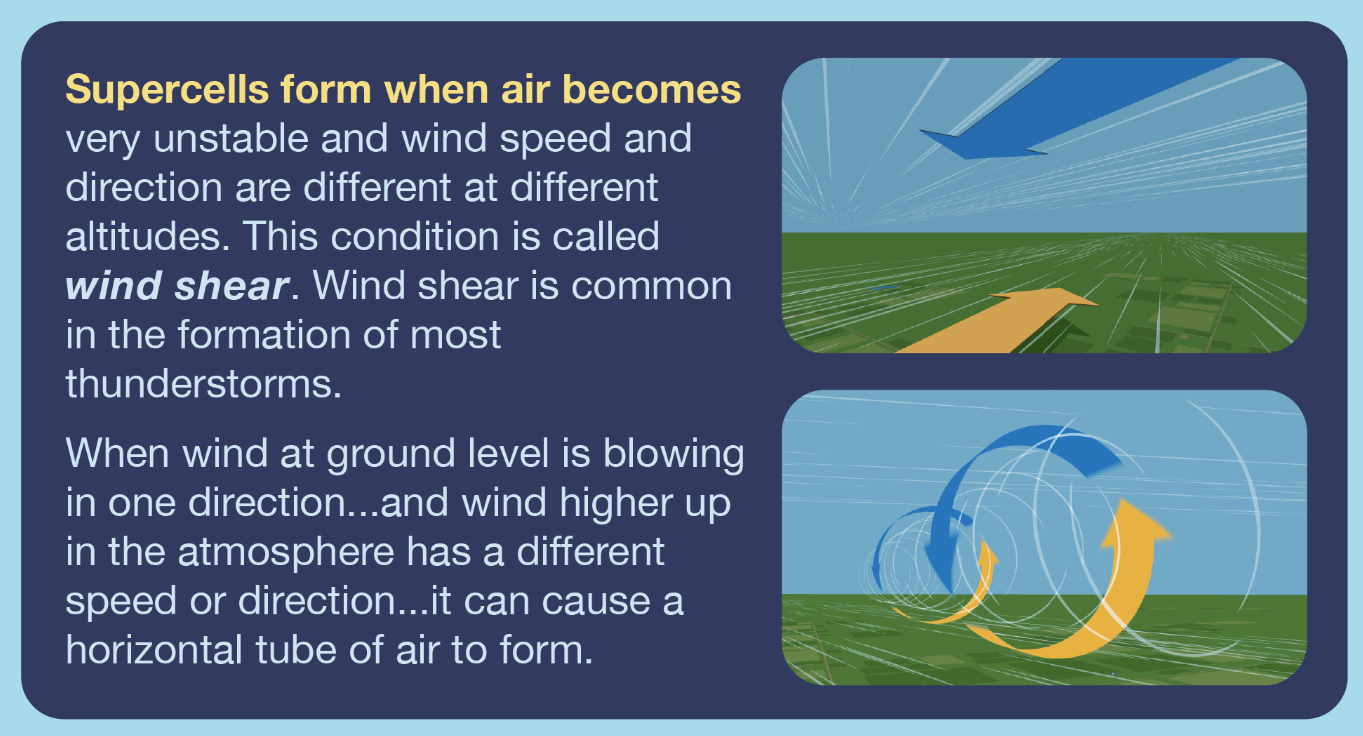 Supercells form when air becomes
very unstable and wind speed and
direction are different at different
altitudes. This condition is called
wind shear. Wind shear is common
in the formation of most
thunderstorms.
When wind at ground level is blowing
in one direction...and wind higher up
in the atmosphere has a different
speed or direction...it can cause a
horizontal tube of air to form.